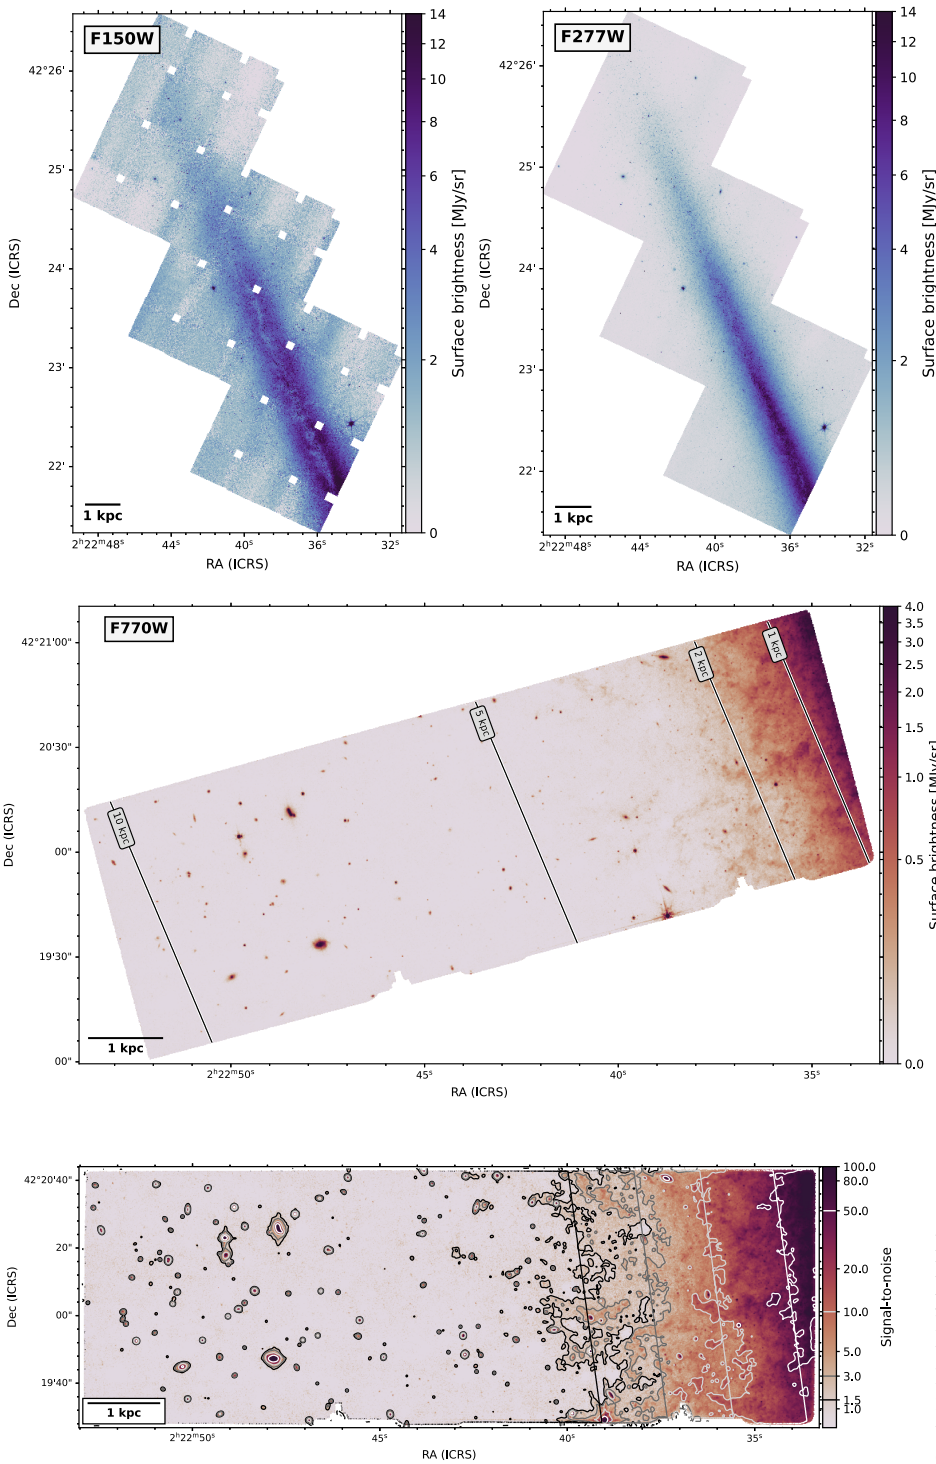 F150W
42°26'
25'
24'
23'
22'
Dec (ICRS)
1 kpc
2ʰ22ᵐ48ˢ 44ˢ 40ˢ 36ˢ 32ˢ
RA (ICRS)
14
12
10
8
6
4
2
0
Surface brightness [MJy/sr]
F277W
42°26'
25'
24'
23'
22'
Dec (ICRS)
1 kpc
2ʰ22ᵐ48ˢ 44ˢ 40ˢ 36ˢ 32ˢ
RA (ICRS)
14
12
10
8
6
4
2
0
Surface brightness [MJy/sr]
F770W
42°21'00"
20'30"
00"
19'30"
00"
Dec (ICRS)
10 kpc
5 kpc
2 kpc
1 kpc
1 kpc
2ʰ22ᵐ50ˢ 45ˢ 40ˢ 35ˢ
RA (ICRS)
4.0
3.5
3.0
2.5
2.0
1.5
1.0
0.5
0.0
Surface brightness [MJy/sr]
42°20'40"
20"
00"
19'40"
Dec (ICRS)
1 kpc
2ʰ22ᵐ50ˢ 45ˢ 40ˢ 35ˢ
RA (ICRS)
100.0
80.0
50.0
20.0
10.0
5.0
3.0
1.5
1.0
Signal-to-noise